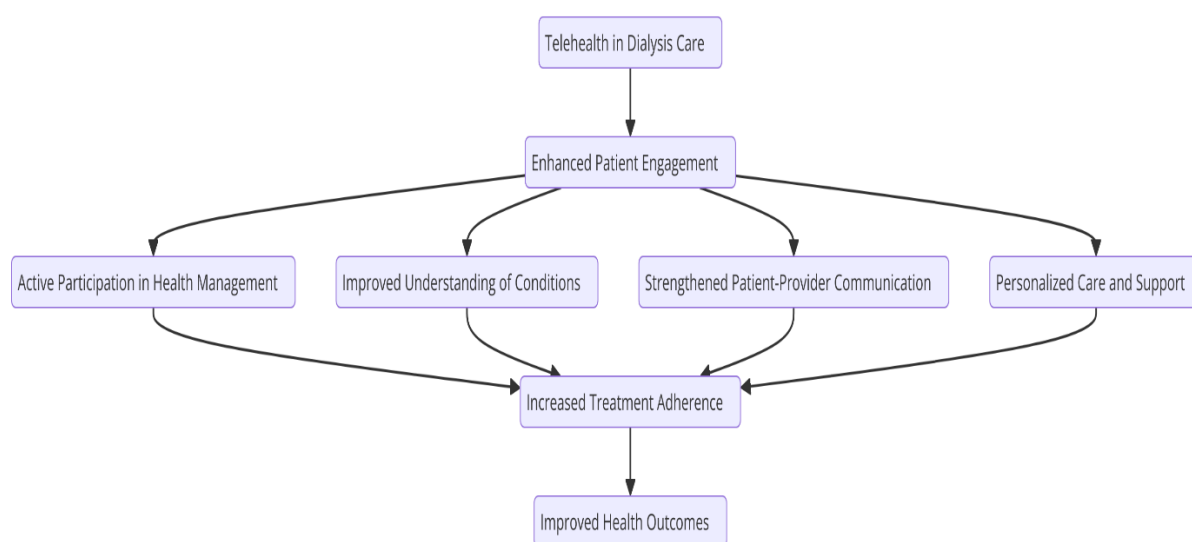 Telehealth in Dialysis Care
Enhanced Patient Engagement
Active Participation in Health Management
Improved Understanding of Conditions
Strengthened Patient-Provider Communication
Personalized Care and Support
Increased Treatment Adherence
Improved Health Outcomes